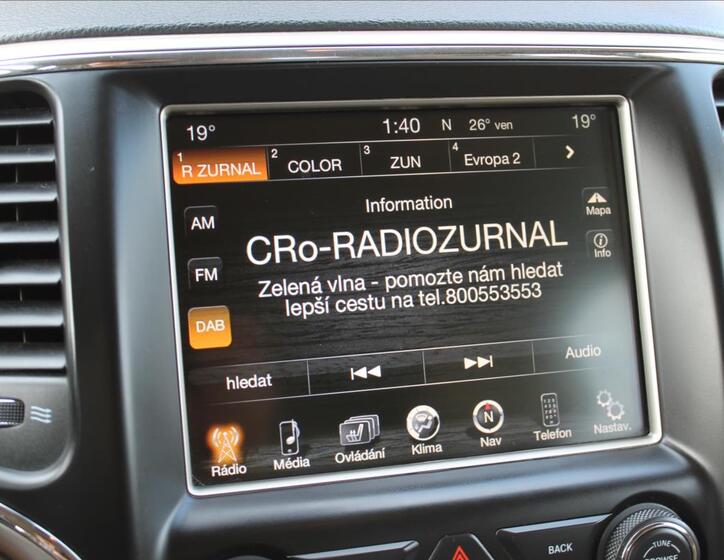 19° 1:40 N 26° ven 19°
1 R ZURNAL 2 COLOR 3 ZUN 4 Evropa 2
Information
AM
CRo-RADIOZURNAL
Mapa
FM
Info
Zelená vlna - pomozte nám hledat
lepší cestu na tel.800553553
DAB
hledat Audio
N
Rádio Média Ovládání Klima Nav Telefon Nastav.
BACK
TUNE
BROWSE